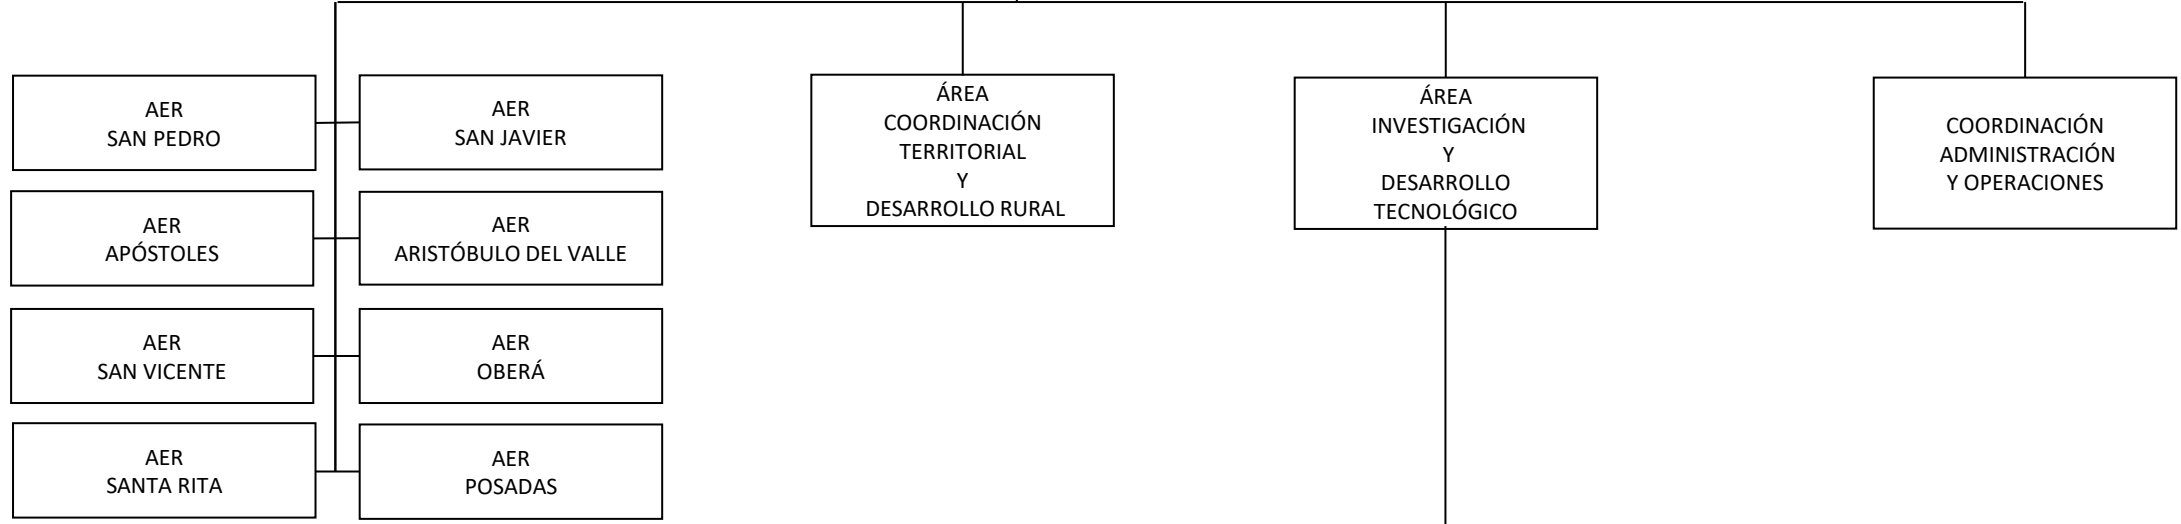 AER
SAN PEDRO
AER
SAN JAVIER
AER
APÓSTOLES
AER
ARISTÓBULO DEL VALLE
AER
SAN VICENTE
AER
OBERÁ
AER
SANTA RITA
AER
POSADAS
ÁREA
COORDINACIÓN
TERRITORIAL
Y
DESARROLLO RURAL
ÁREA
INVESTIGACIÓN
Y
DESARROLLO
TECNOLÓGICO
COORDINACIÓN
ADMINISTRACIÓN
Y OPERACIONES